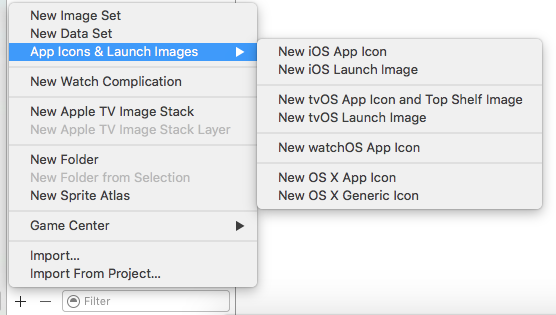 New Image Set
New Data Set
App Icons & Launch Images
New Watch Complication
New Apple TV Image Stack
New Apple TV Image Stack Layer
New Folder
New Folder from Selection
New Sprite Atlas
Game Center
Import...
Import From Project...
Filter
New iOS App Icon
New iOS Launch Image
New tvOS App Icon and Top Shelf Image
New tvOS Launch Image
New watchOS App Icon
New OS X App Icon
New OS X Generic Icon